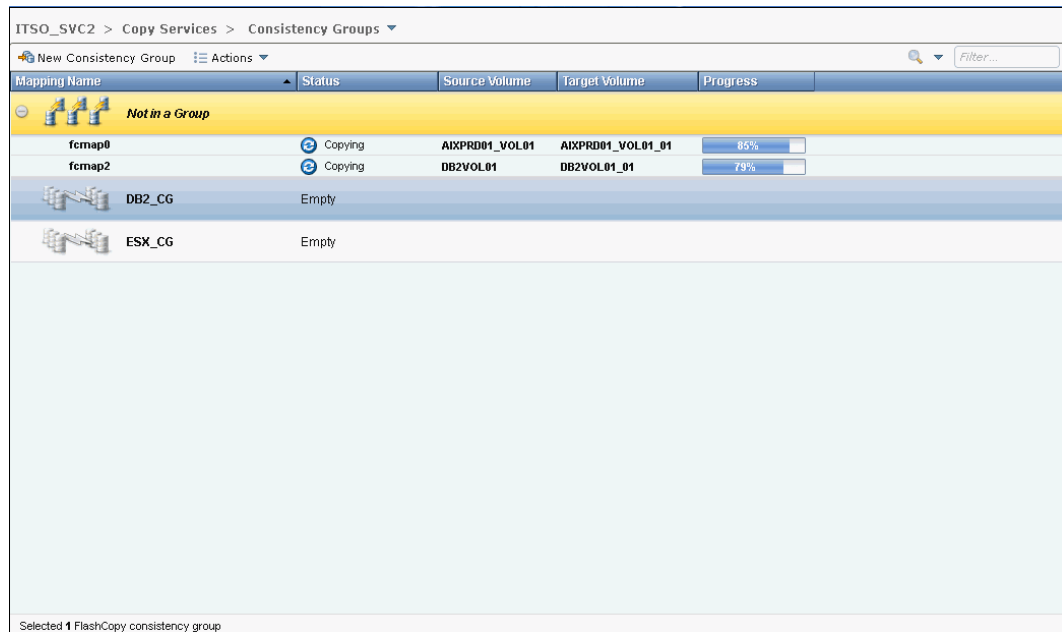 ITSO_SVC2 > Copy Services > Consistency Groups
New Consistency Group Actions Filter...
Mapping Name Status Source Volume Target Volume Progress
Not in a Group
fcmap0 Copying AIXPRD01_VOL01 AIXPRD01_VOL01_01 85%
fcmap2 Copying DB2VOL01 DB2VOL01_01 79%
DB2_CG Empty
ESX_CG Empty
Selected 1 FlashCopy consistency group